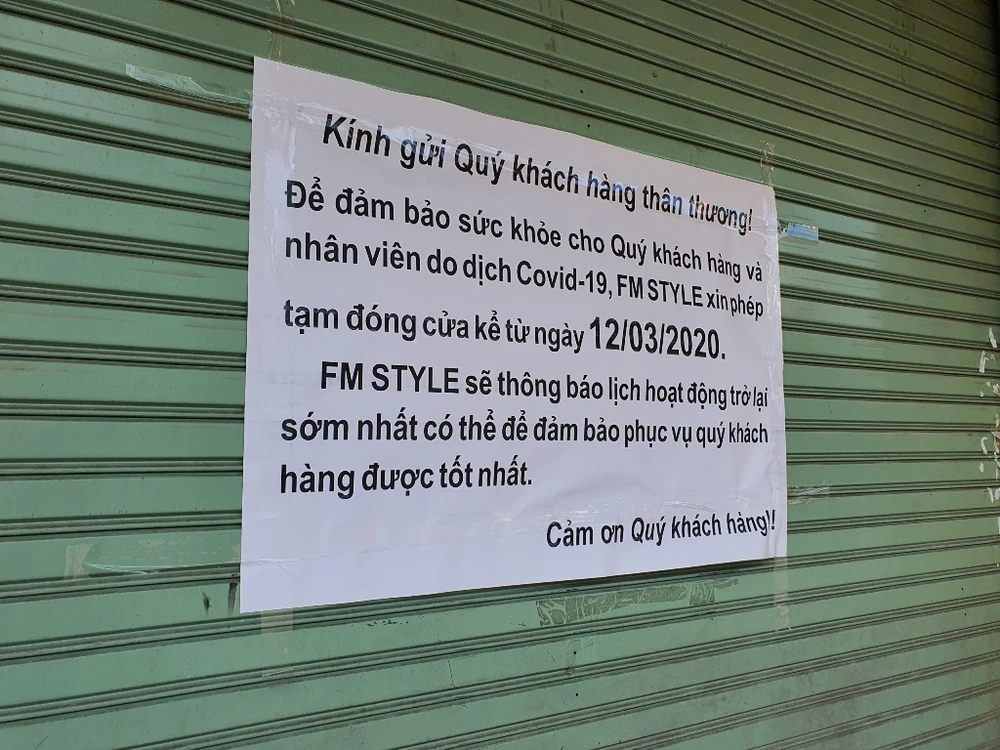 Kính gửi Quý khách hàng thân thương!
Để đảm bảo sức khỏe cho Quý khách hàng và
nhân viên do dịch Covid-19, FM STYLE xin phép
tạm đóng cửa kể từ ngày 12/03/2020.
FM STYLE sẽ thông báo lịch hoạt động trở lại
sớm nhất có thể để đảm bảo phục vụ quý khách
hàng được tốt nhất.
Cảm ơn Quý khách hàng)!